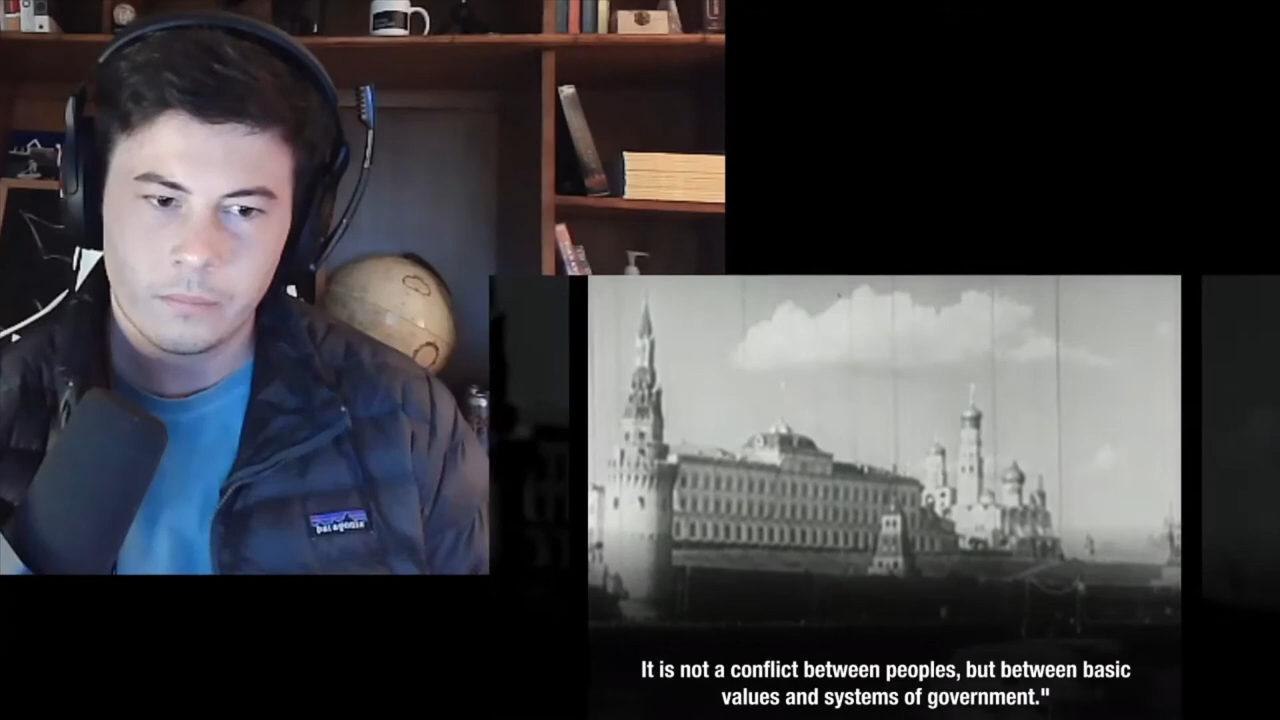 patagonia
It is not a conflict between peoples, but between basic
values and systems of government."